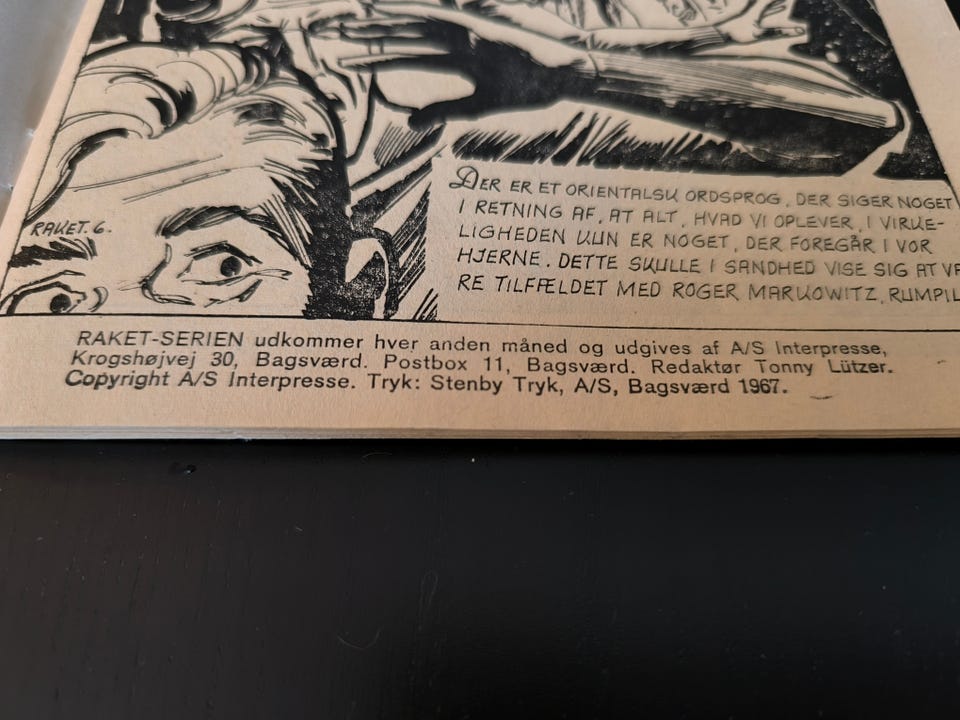 RAKET. 6.
DER ER ET ORIENTALSK ORDSPROG, DER SIGER NOGET
I RETNING AF, AT ALT, HVAD VI OPLEVER, I VIRKE-
LIGHEDEN KUN ER NOGET, DER FOREGÅR I VOR
HJERNE. DETTE SKULLE I SANDHED VISE SIG AT VÆ
RE TILFÆLDET MED ROGER MARKOWITZ,
RAKET-SERIEN udkommer hver anden måned og udgives af A/S Interpresse,
Krogshøjvej 30, Bagsværd. Postbox 11, Bagsværd. Redaktør Tonny Lützer.
Copyright A/S Interpresse. Tryk: Stenby Tryk, A/S, Bagsværd 1967.